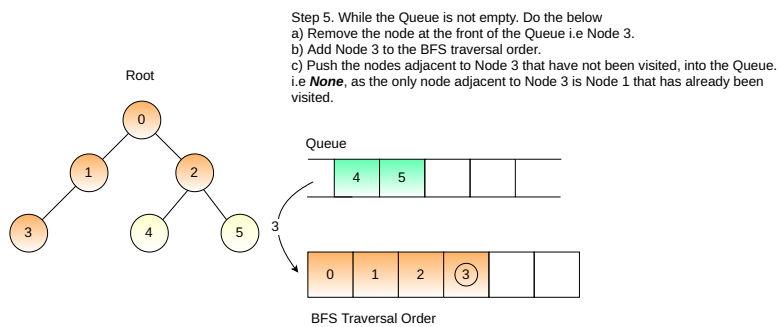 Step 5. While the Queue is not empty. Do the below
a) Remove the node at the front of the Queue i.e Node 3.
b) Add Node 3 to the BFS traversal order.
c) Push the nodes adjacent to Node 3 that have not been visited, into the Queue.
i.e None, as the only node adjacent to Node 3 is Node 1 that has already been
visited.
Root
0
1 2
3 4 5
Queue
4 5
3
0 1 2 3
BFS Traversal Order